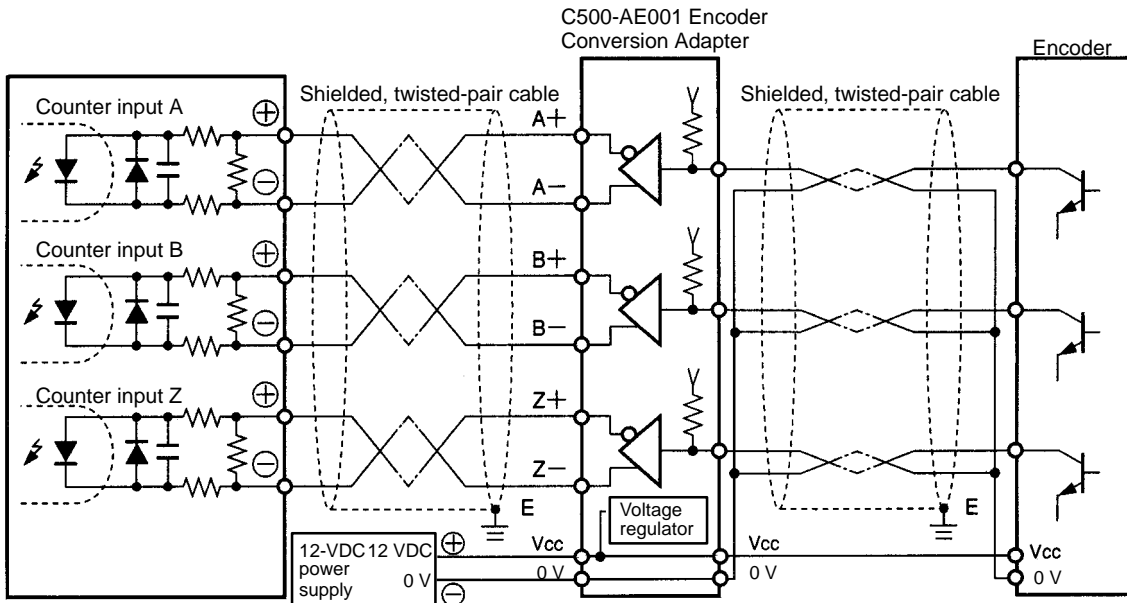 C500-AE001 Encoder
Conversion Adapter
Encoder
Counter input A
Shielded, twisted-pair cable
A+
A−
V
Shielded, twisted-pair cable
Counter input B
B+
B−
V
Counter input Z
Z+
Z−
V
E
Voltage
regulator
E
12-VDC 12 VDC
power
supply
0 V
Vcc
0 V
Vcc
0 V
Vcc
0 V